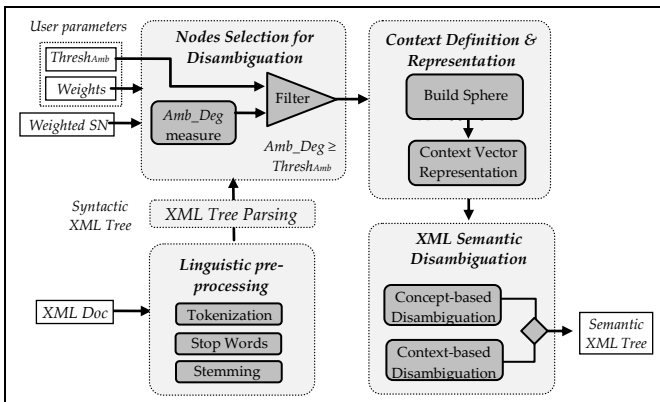 User parameters
ThreshAmb
Weights
Weighted SN
Nodes Selection for
Disambiguation
Amb_Deg
measure
Filter
Amb_Deg ≥
ThreshAmb
Context Definition &
Representation
Build Sphere
Context Vector
Representation
Syntactic
XML Tree
XML Tree Parsing
Linguistic pre-
processing
XML Doc
Tokenization
Stop Words
Stemming
XML Semantic
Disambiguation
Concept-based
Disambiguation
Context-based
Disambiguation
Semantic
XML Tree